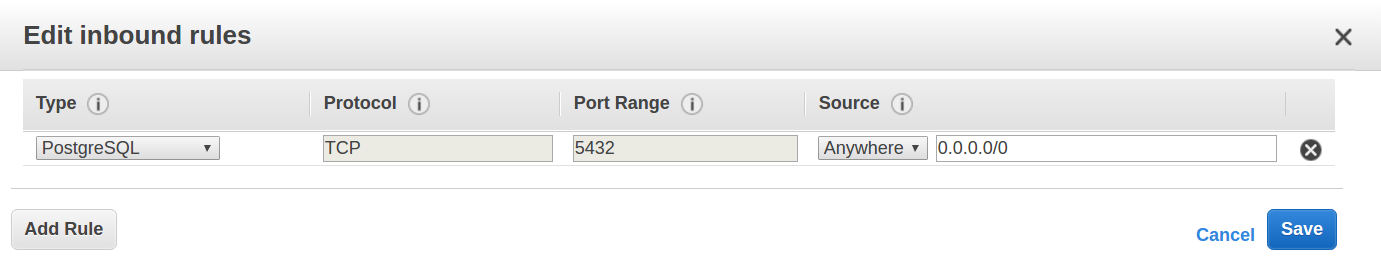 Edit inbound rules
Type Protocol Port Range Source
PostgreSQL TCP 5432 Anywhere 0.0.0.0/0
Add Rule Cancel Save